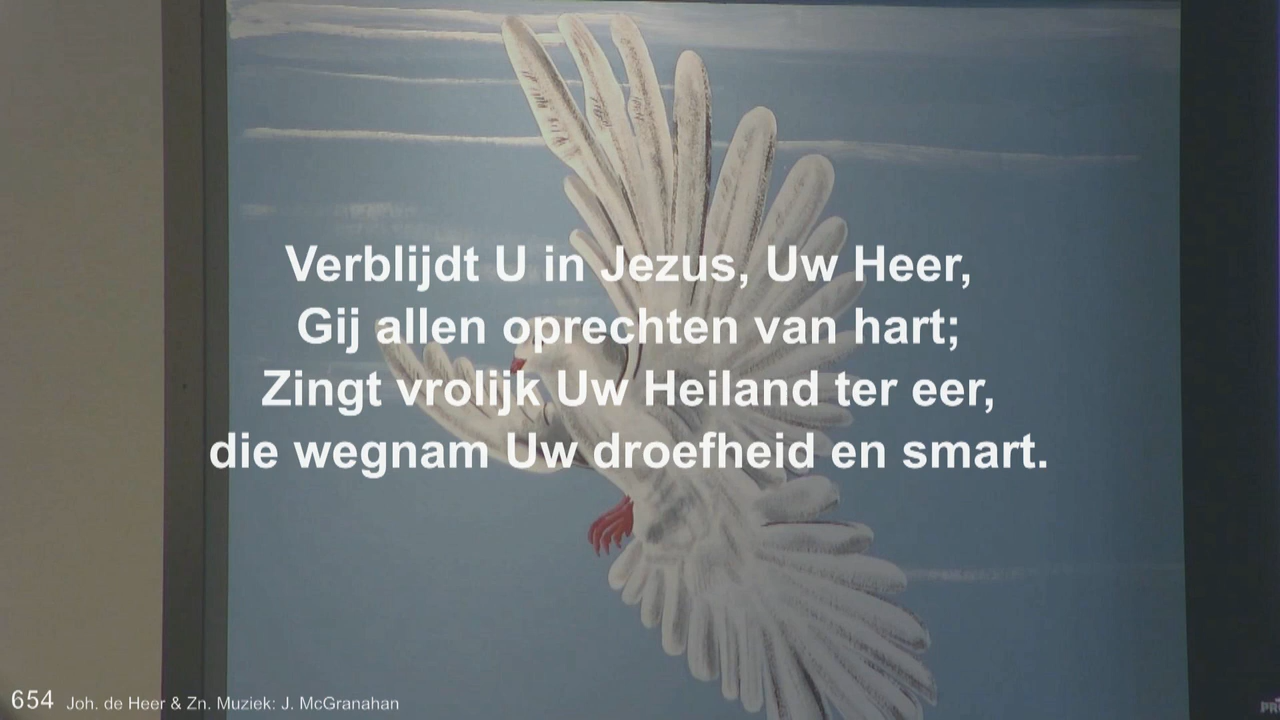 Verblijdt U in Jezus, Uw Heer,
Gij allen oprechten van hart;
Zingt vrolijk Uw Heiland ter eer,
die wegnam Uw droefheid en smart.
654 Joh. de Heer & Zn. Muziek: J. McGranahan